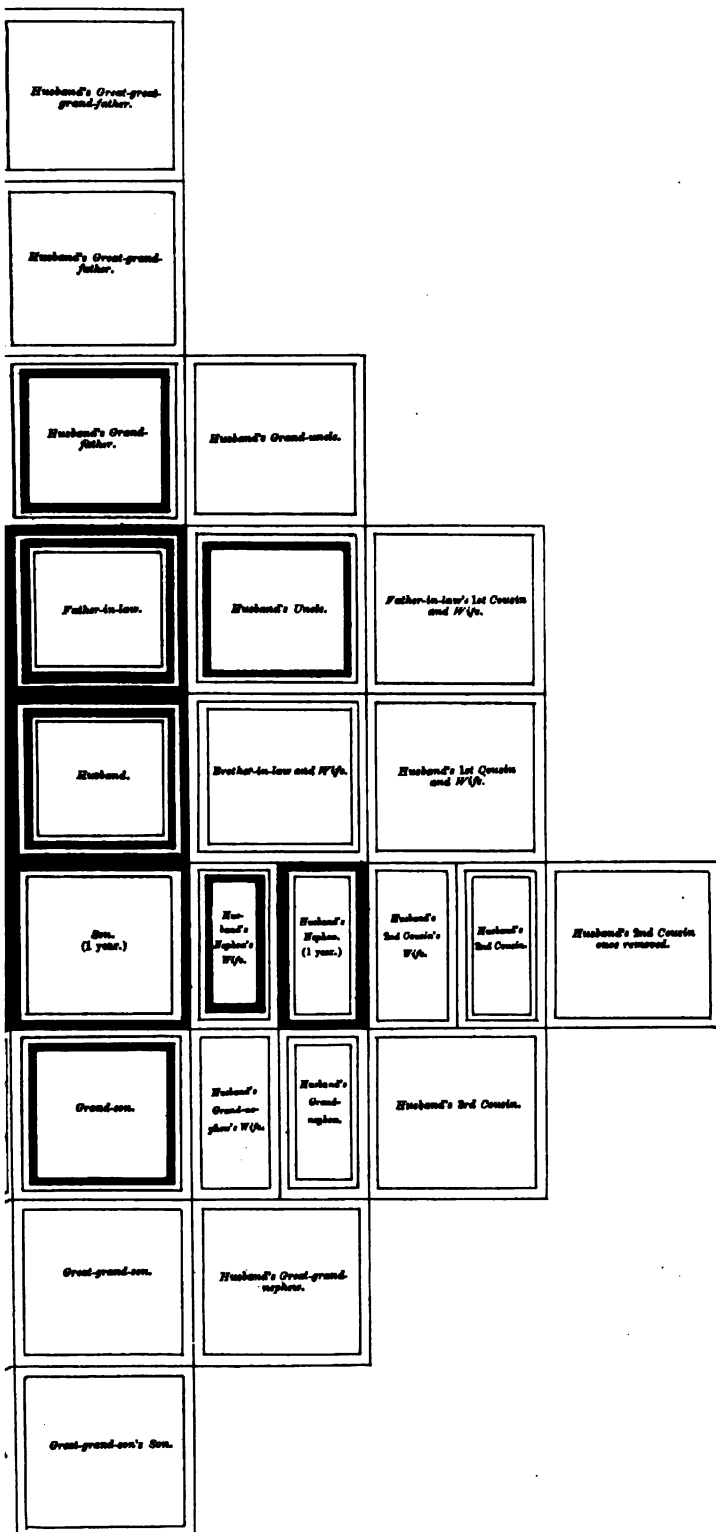 Husband's Great-great-
grand-father.
Husband's Great-grand-
father.
Husband's Grand-
father.
Husband's Grand-uncle.
Father-in-law.
Husband's Uncle.
Father-in-law's 1st Cousin
and Wife.
Husband.
Brother-in-law and Wife.
Husband's 1st Cousin
and Wife.
Son.
(1 year.)
Hus-
band's
Nephew's
Wife.
Husband's
Nephew.
(1 year.)
Husband's
2nd Cousin's
Wife.
Husband's
2nd Cousin.
Husband's 2nd Cousin
once removed.
Grand-son.
Husband's
Grand-ne-
phew's Wife.
Husband's
Grand-
nephew.
Husband's 3rd Cousin.
Great-grand-son.
Husband's Great-grand-
nephew.
Great-grand-son's Son.